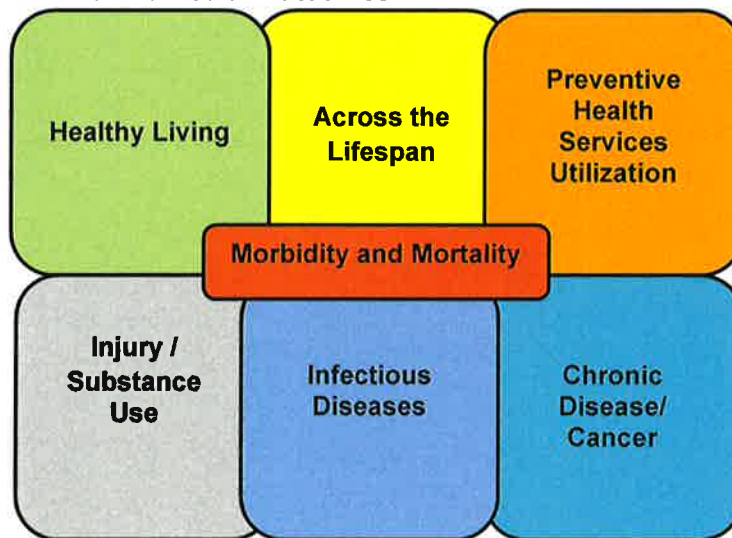 Healthy Living
Across the
Lifespan
Preventive
Health
Services
Utilization
Morbidity and Mortality
Injury /
Substance
Use
Infectious
Diseases
Chronic
Disease/
Cancer